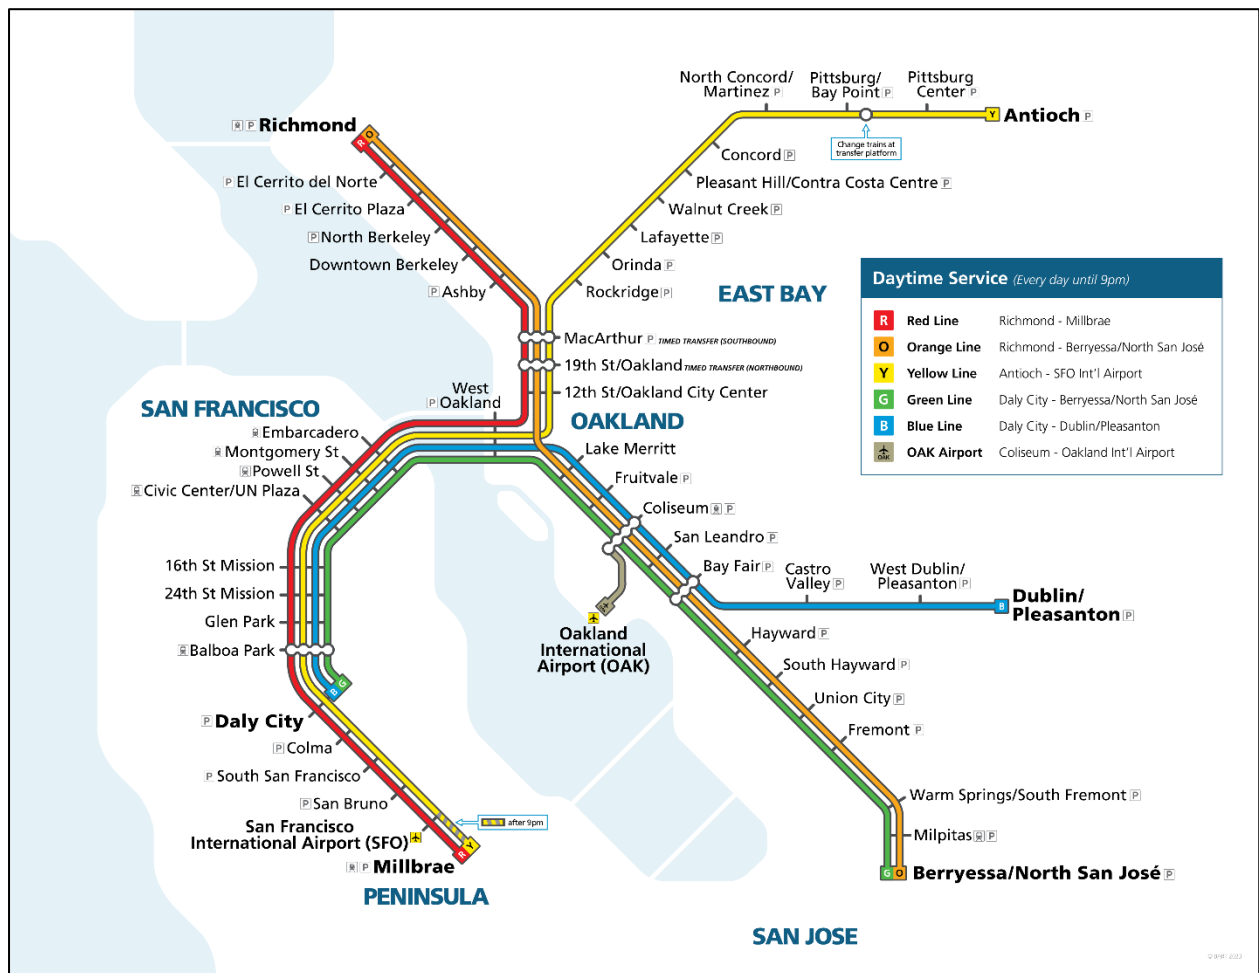 North Concord/
Martinez P
Pittsburg/
Bay Point P
Pittsburg
Center P
Y
Antioch P
Change trains at
transfer platform
P Richmond
O
R
Concord P
P El Cerrito del Norte
Pleasant Hill/Contra Costa Centre P
P El Cerrito Plaza
Walnut Creek P
P North Berkeley
Lafayette P
Downtown Berkeley
Orinda P
P Ashby
Rockridge P
EAST BAY
Daytime Service (Every day until 9pm)
R Red Line Richmond - Millbrae
O Orange Line Richmond - Berryessa/North San José
Y Yellow Line Antioch - SFO Int'l Airport
G Green Line Daly City - Berryessa/North San José
B Blue Line Daly City - Dublin/Pleasanton
OAK OAK Airport Coliseum - Oakland Int'l Airport
MacArthur P TIMED TRANSFER (SOUTHBOUND)
19th St/Oakland TIMED TRANSFER (NORTHBOUND)
12th St/Oakland City Center
West
P Oakland
SAN FRANCISCO
OAKLAND
Embarcadero
Montgomery St
Powell St
Civic Center/UN Plaza
Lake Merritt
Fruitvale P
Coliseum P
San Leandro P
Bay Fair P
Castro
Valley P
West Dublin/
Pleasanton P
B
Dublin/
Pleasanton P
16th St Mission
24th St Mission
Glen Park
Balboa Park
Oakland
International
Airport (OAK)
Hayward P
South Hayward P
Union City P
Fremont P
B
G
P Daly City
P Colma
P South San Francisco
P San Bruno
after 9pm
San Francisco
International Airport (SFO)
R
Y
P Millbrae
PENINSULA
Warm Springs/South Fremont P
Milpitas P
G
O
Berryessa/North San José P
SAN JOSE